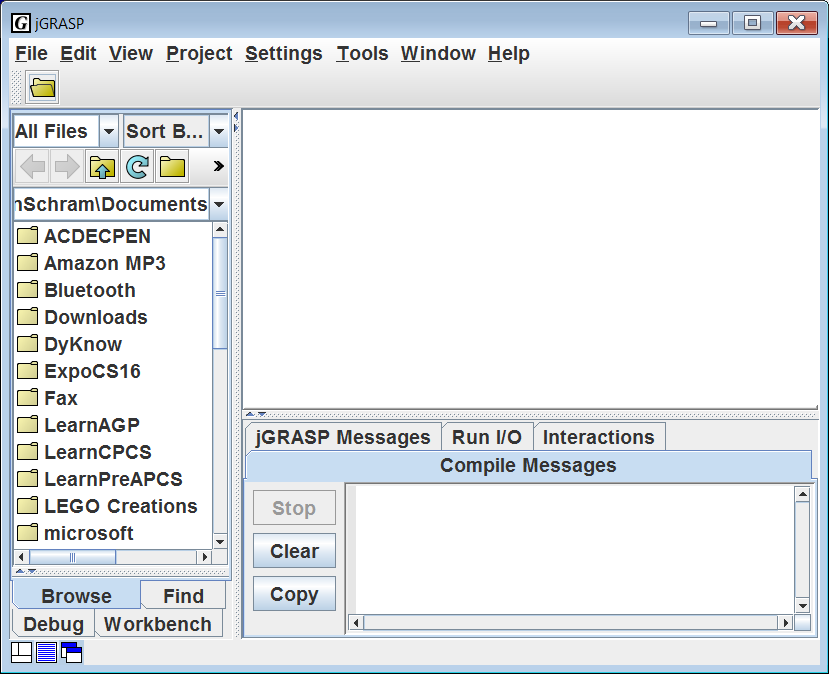 G jGRASP
File Edit View Project Settings Tools Window Help
All Files Sort B...
nSchram\Documents
ACDECPEN
Amazon MP3
Bluetooth
Downloads
DyKnow
ExpoCS16
Fax
LearnAGP
LearnCPCS
LearnPreAPCS
LEGO Creations
microsoft
Browse Find
Debug Workbench
jGRASP Messages Run I/O Interactions
Compile Messages
Stop
Clear
Copy